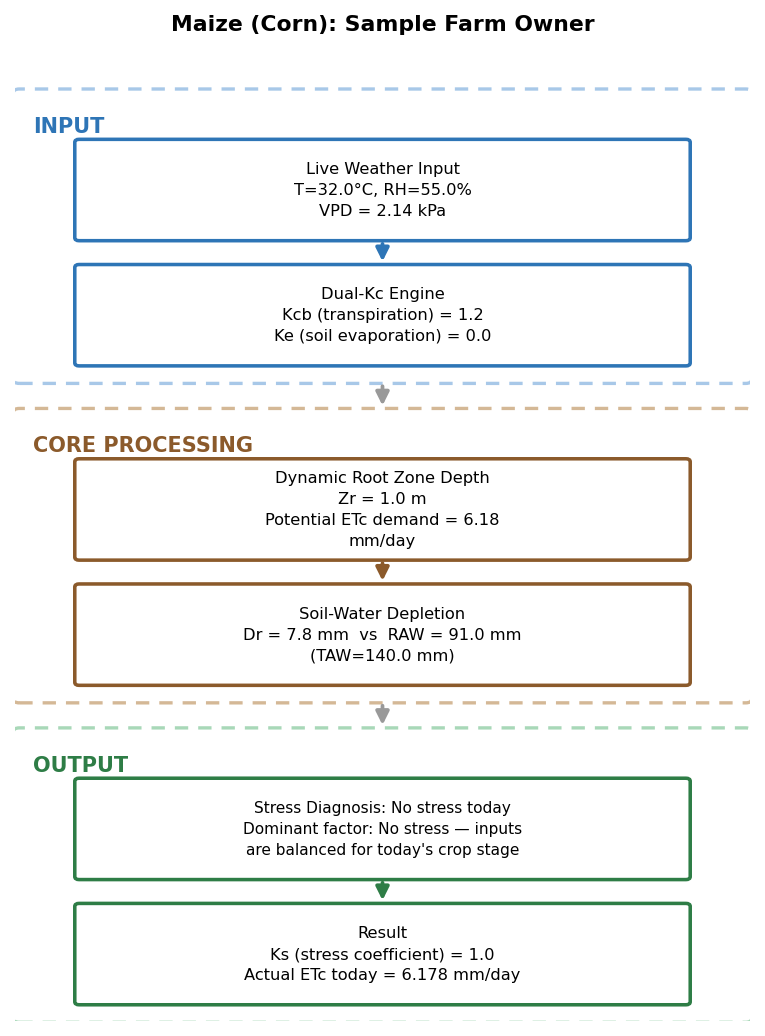 Maize (Corn): Sample Farm Owner
INPUT
Live Weather Input
T=32.0°C, RH=55.0%
VPD = 2.14 kPa
Dual-Kc Engine
Kcb (transpiration) = 1.2
Ke (soil evaporation) = 0.0
CORE PROCESSING
Dynamic Root Zone Depth
Zr = 1.0 m
Potential ETc demand = 6.18
mm/day
Soil-Water Depletion
Dr = 7.8 mm  vs  RAW = 91.0 mm
(TAW=140.0 mm)
OUTPUT
Stress Diagnosis: No stress today
Dominant factor: No stress — inputs
are balanced for today's crop stage
Result
Ks (stress coefficient) = 1.0
Actual ETc today = 6.178 mm/day